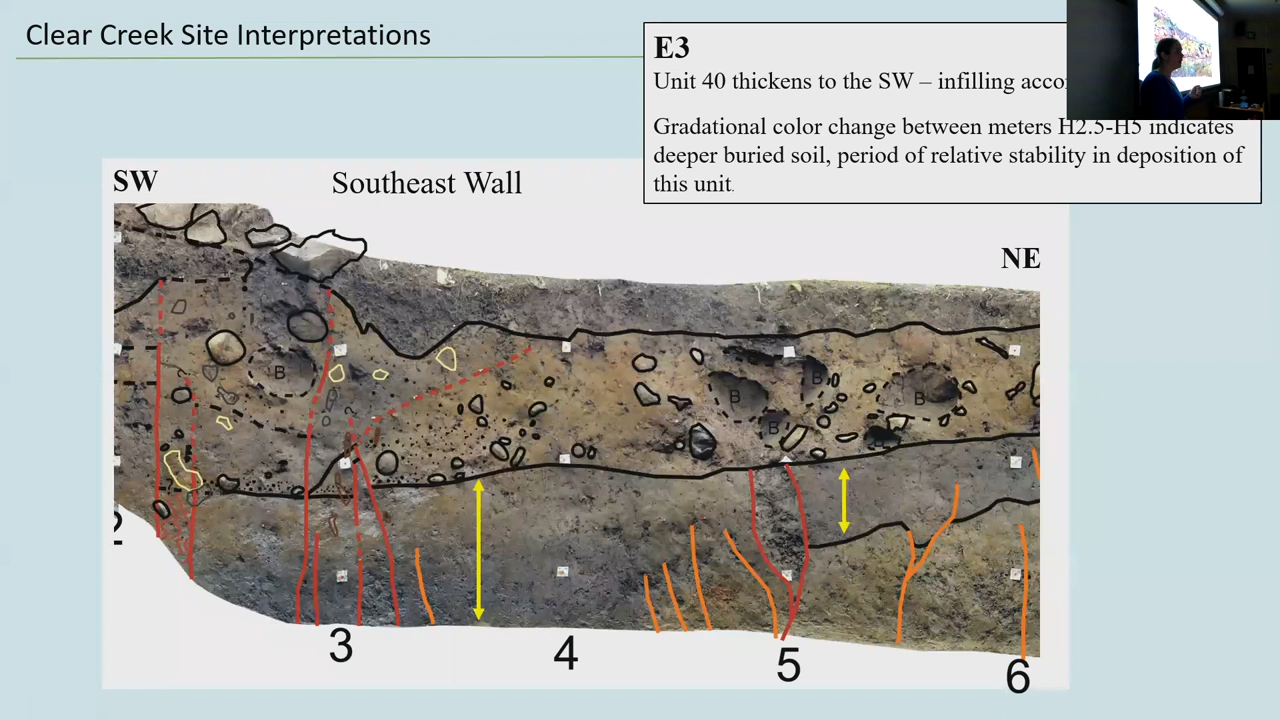 Clear Creek Site Interpretations
E3
Unit 40 thickens to the SW – infilling
Gradational color change between meters H2.5-H5 indicates
deeper buried soil, period of relative stability in deposition of
this unit.
SW
Southeast Wall
NE
?
B
?
?
B
B
B
B
2
3
4
5
6